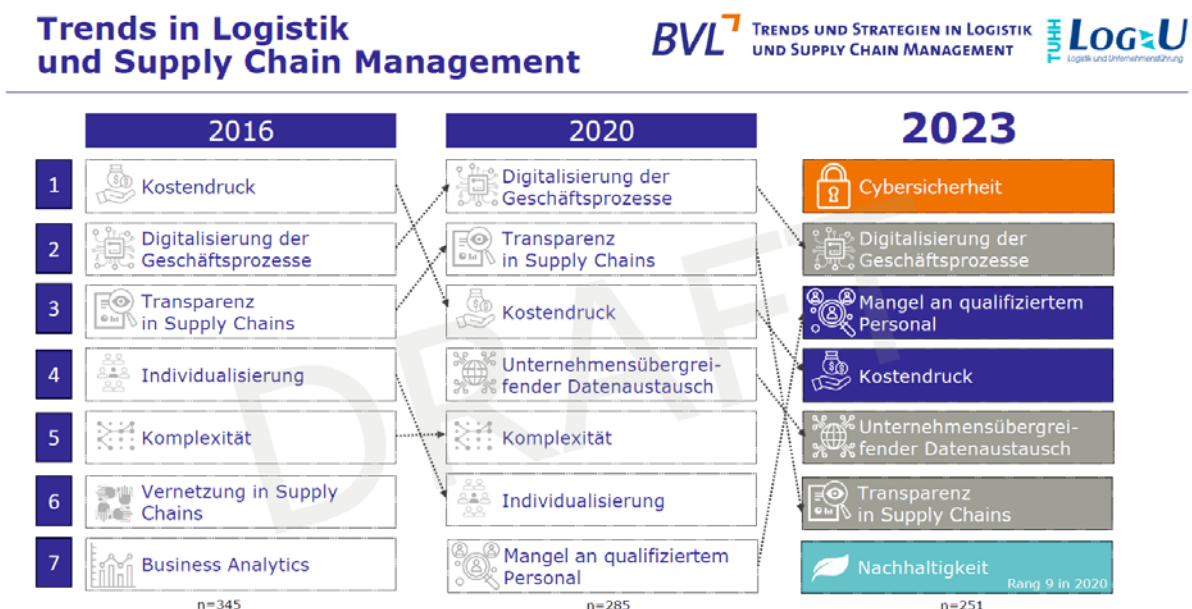 Trends in Logistik
und Supply Chain Management
BVL
TRENDS UND STRATEGIEN IN LOGISTIK
UND SUPPLY CHAIN MANAGEMENT
TUHH
LOGU
Logistik und Unternehmensführung
2016
2020
2023
1
Kostendruck
Digitalisierung der
Geschäftsprozesse
Cybersicherheit
2
Digitalisierung der
Geschäftsprozesse
Transparenz
in Supply Chains
Digitalisierung der
Geschäftsprozesse
3
Transparenz
in Supply Chains
Kostendruck
Mangel an qualifiziertem
Personal
4
Individualisierung
Unternehmensübergrei-
fender Datenaustausch
Kostendruck
5
Komplexität
Komplexität
Unternehmensübergrei-
fender Datenaustausch
6
Vernetzung in Supply
Chains
Individualisierung
Transparenz
in Supply Chains
7
Business Analytics
Mangel an qualifiziertem
Personal
Nachhaltigkeit
Rang 9 in 2020
n=345
n=285
n=251
DRAFT